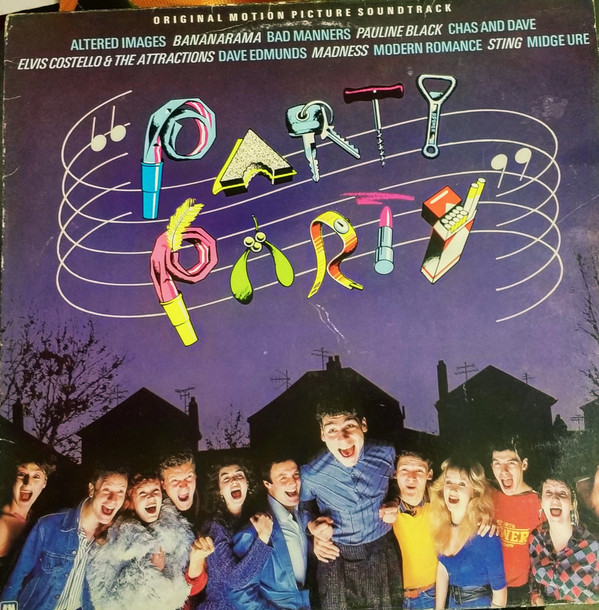 ORIGINAL MOTION PICTURE SOUNDTRACK
ALTERED IMAGES BANANARAMA BAD MANNERS PAULINE BLACK CHAS AND DAVE
ELVIS COSTELLO & THE ATTRACTIONS DAVE EDMUNDS MADNESS MODERN ROMANCE STING MIDGE URE
PARTY
PARTY